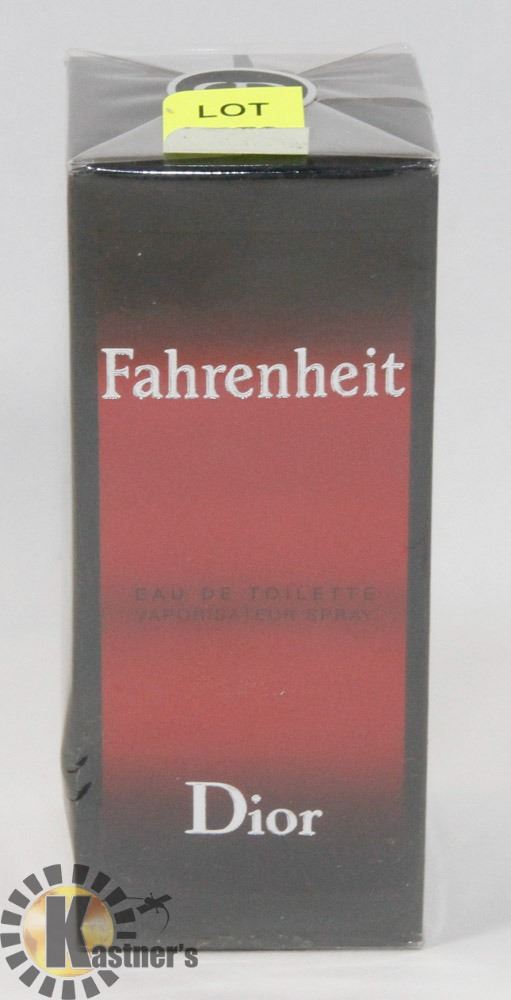 LOT
Fahrenheit
EAU DE TOILETTE
VAPORISATEUR SPRAY
Dior
Kastner's